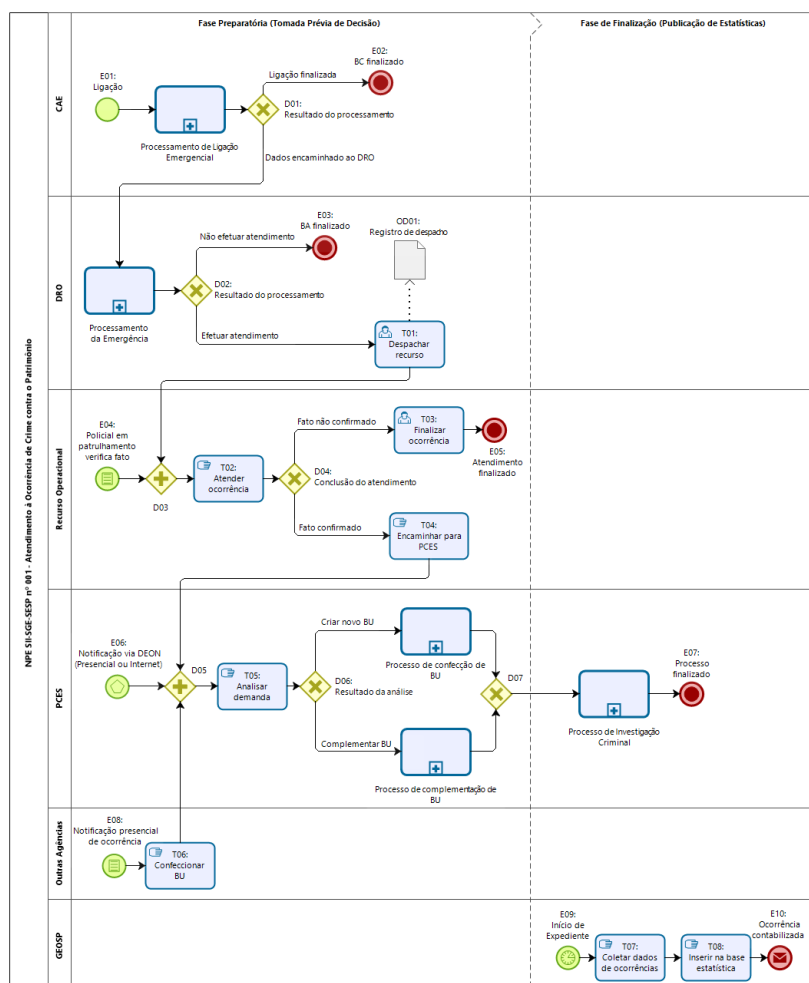 NPE SII-SGE-SESP nº 001 - Atendimento à Ocorrência de Crime contra o Patrimônio
Fase Preparatória (Tomada Prévia de Decisão)
Fase de Finalização (Publicação de Estatísticas)
CAE
E01:
Ligação
Processamento de Ligação
Emergencial
Ligação finalizada
E02:
BC finalizado
D01:
Resultado do processamento
Dados encaminhado ao DRO
DRO
Processamento
da Emergência
Não efetuar atendimento
E03:
BA finalizado
D02:
Resultado do processamento
Efetuar atendimento
OD01:
Registro de despacho
T01:
Despachar
recurso
Recurso Operacional
E04:
Policial em
patrulhamento
verifica fato
D03
T02:
Atender
ocorrência
Fato não confirmado
D04:
Conclusão do atendimento
Fato confirmado
T03:
Finalizar
ocorrência
E05:
Atendimento
finalizado
T04:
Encaminhar para
PCES
PCES
E06:
Notificação via DEON
(Presencial ou Internet)
D05
T05:
Analisar
demanda
Criar novo BU
D06:
Resultado da análise
Complementar BU
Processo de confecção de
BU
Processo de complementação de
BU
D07
Processo de Investigação
Criminal
E07:
Processo
finalizado
Outras Agências
E08:
Notificação presencial
de ocorrência
T06:
Confeccionar
BU
GEOSP
E09:
Início de
Expediente
T07:
Coletar dados
de ocorrências
T08:
Inserir na base
estatística
E10:
Ocorrência
contabilizada